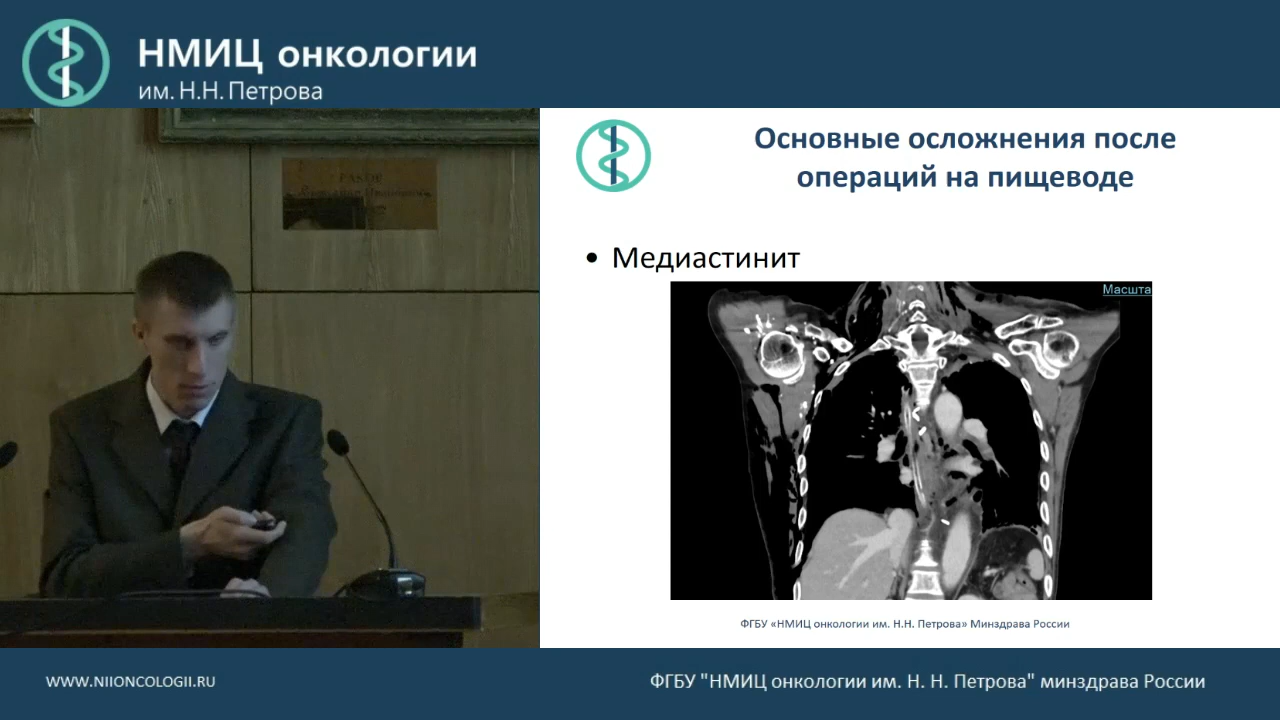 НМИЦ онкологии
им. Н.Н. Петрова
Основные осложнения после
операций на пищеводе
• Медиастинит
Масшта
ФГБУ «НМИЦ онкологии им. Н.Н. Петрова» Минздрава России
WWW.NIIONCOLOGII.RU
ФГБУ "НМИЦ онкологии им. Н. Н. Петрова" минздрава России